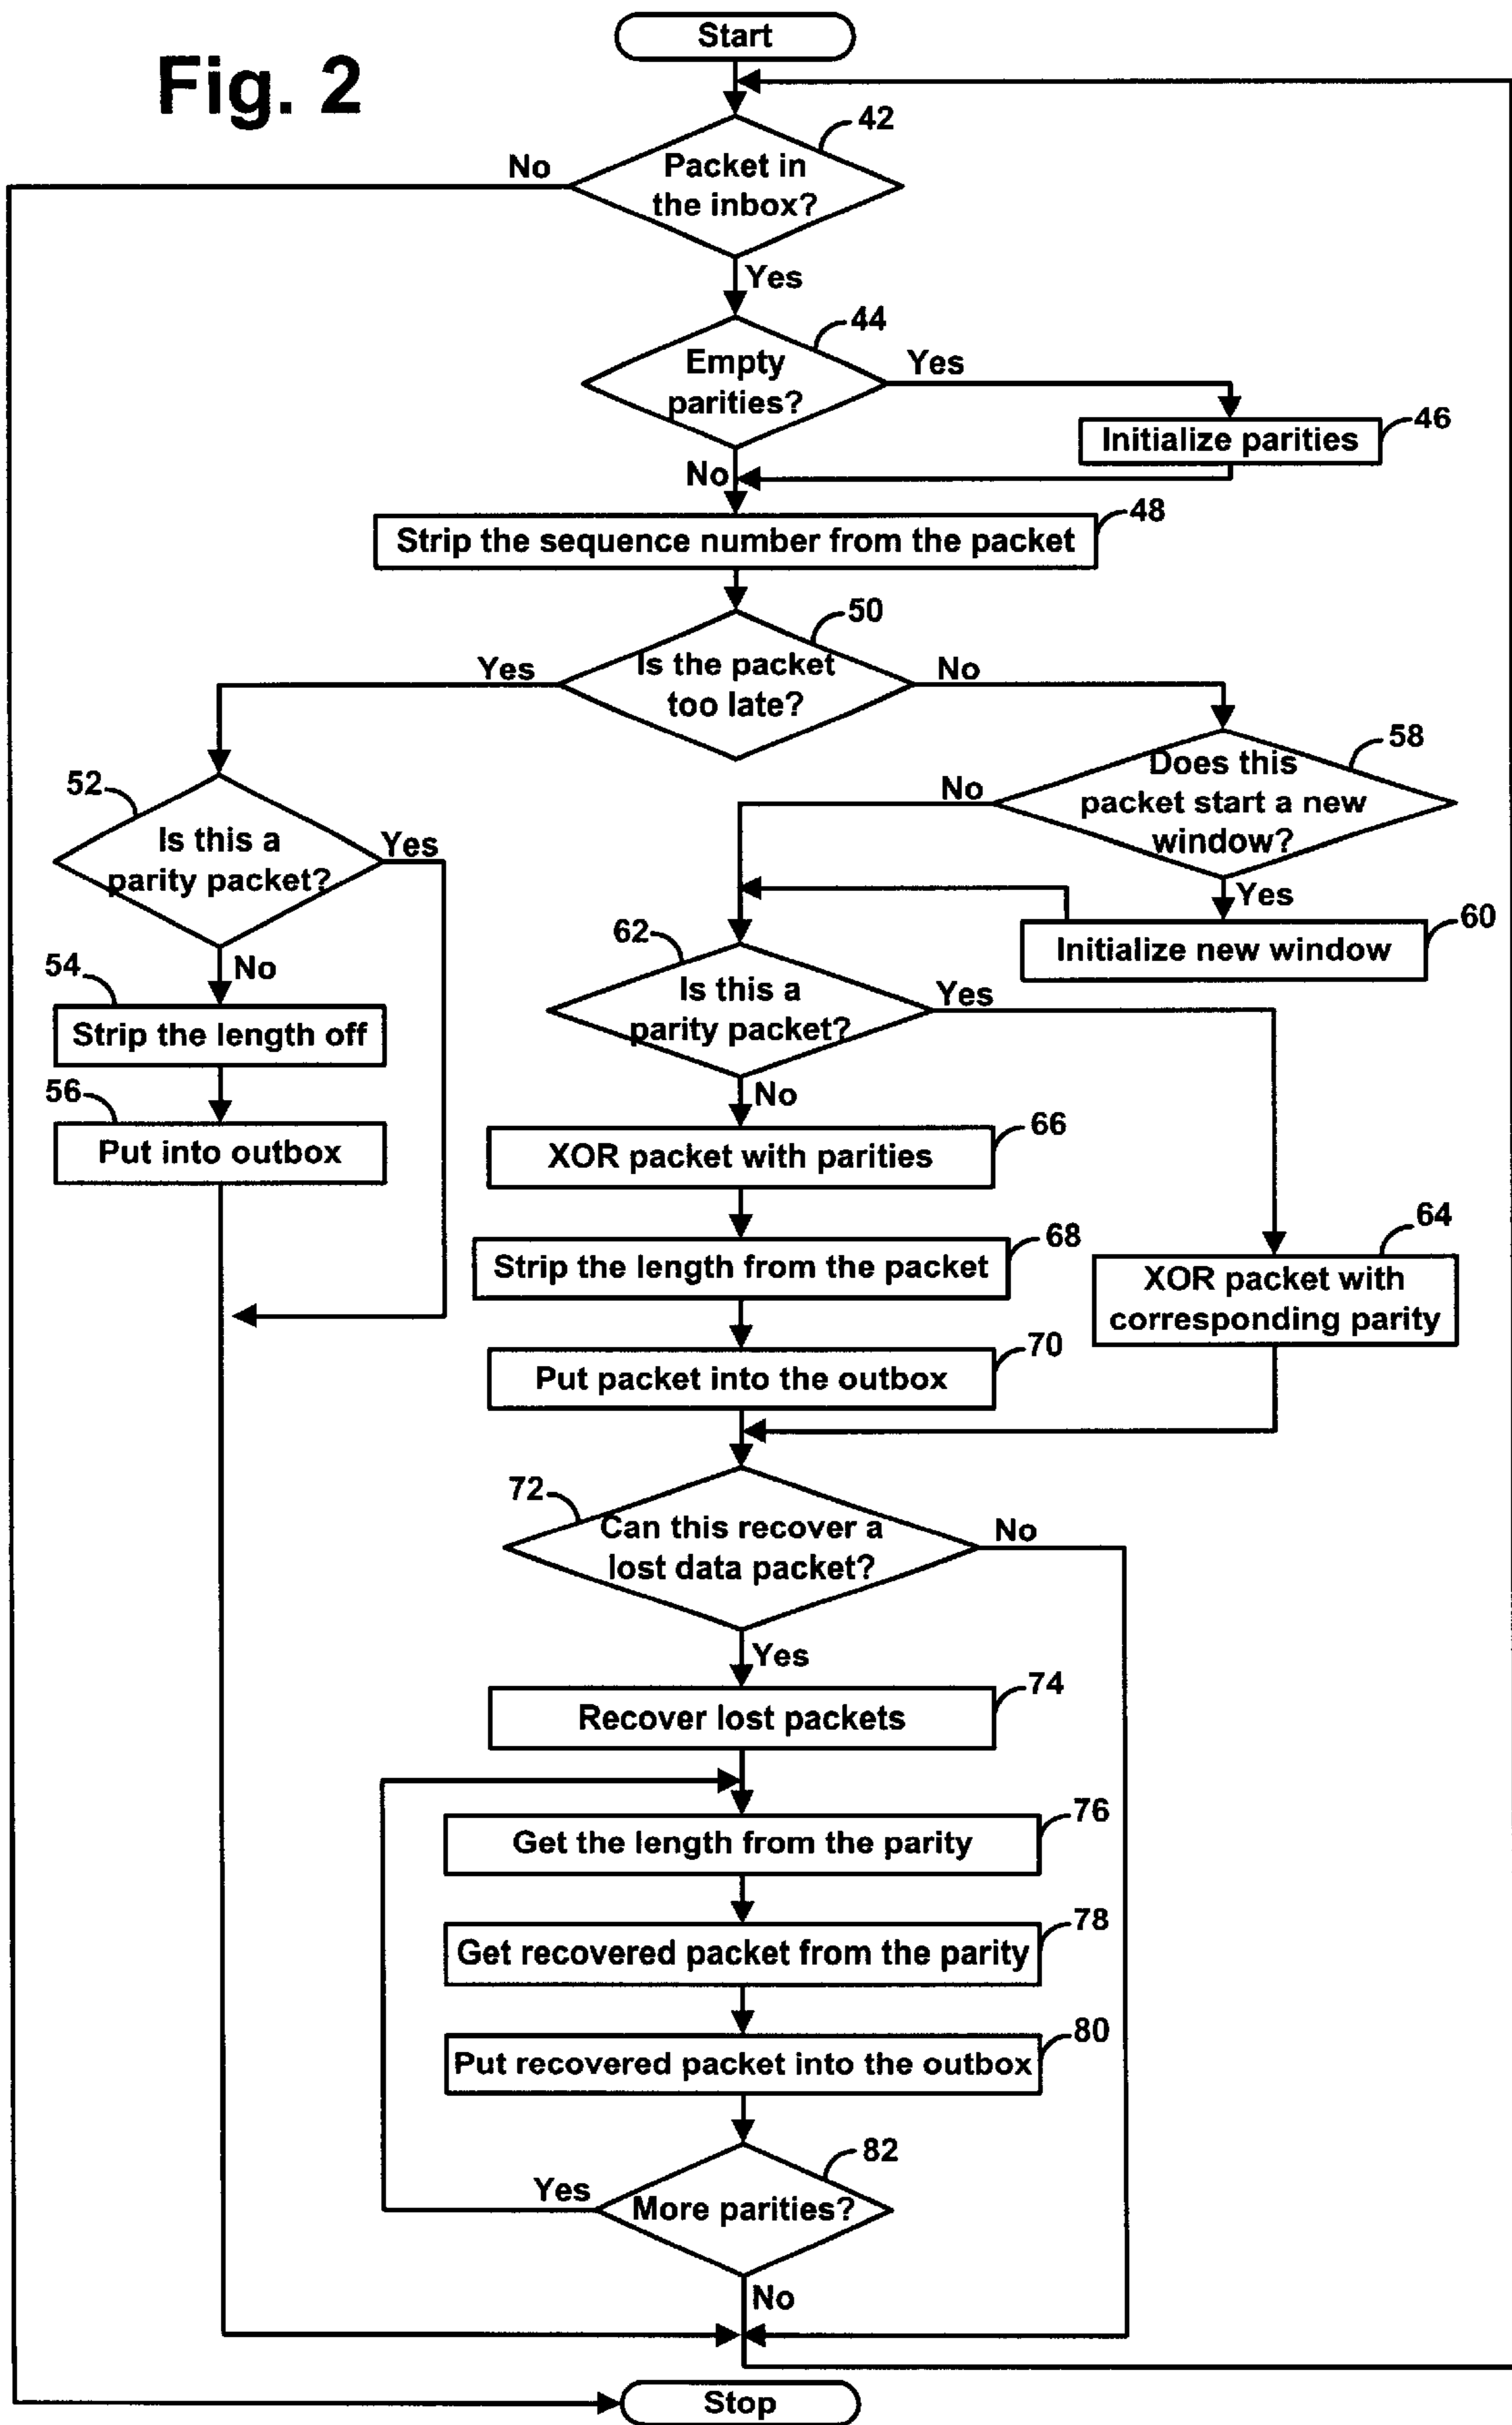 Fig. 2
Start
42
Packet in
the inbox?
No
Yes
44
Empty
parities?
Yes
46
Initialize parities
No
48
Strip the sequence number from the packet
50
Is the packet
too late?
Yes
No
58
Does this
packet start a new
window?
No
Yes
60
Initialize new window
52
Is this a
parity packet?
Yes
No
54
Strip the length off
56
Put into outbox
62
Is this a
parity packet?
Yes
No
66
XOR packet with parities
64
XOR packet with
corresponding parity
68
Strip the length from the packet
70
Put packet into the outbox
72
Can this recover a
lost data packet?
No
Yes
74
Recover lost packets
76
Get the length from the parity
78
Get recovered packet from the parity
80
Put recovered packet into the outbox
82
More parities?
Yes
No
Stop